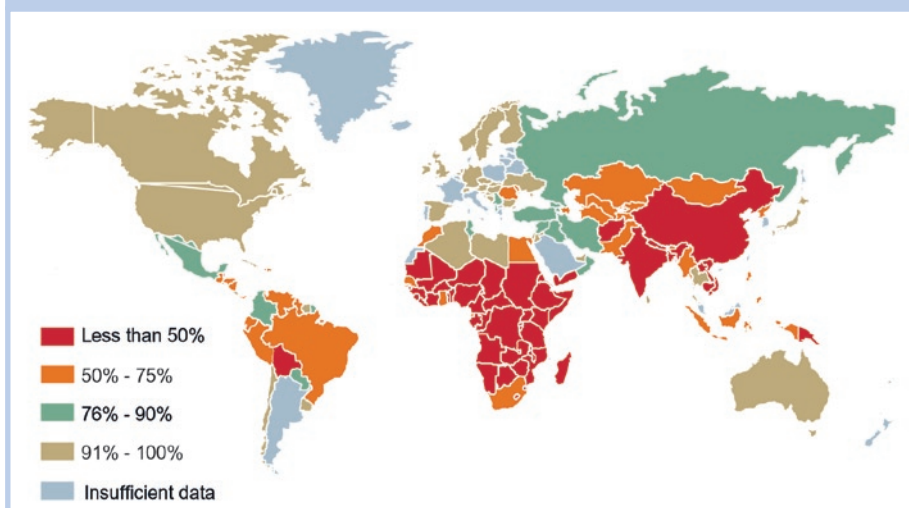 Less than 50%
50% - 75%
76% - 90%
91% - 100%
Insufficient data